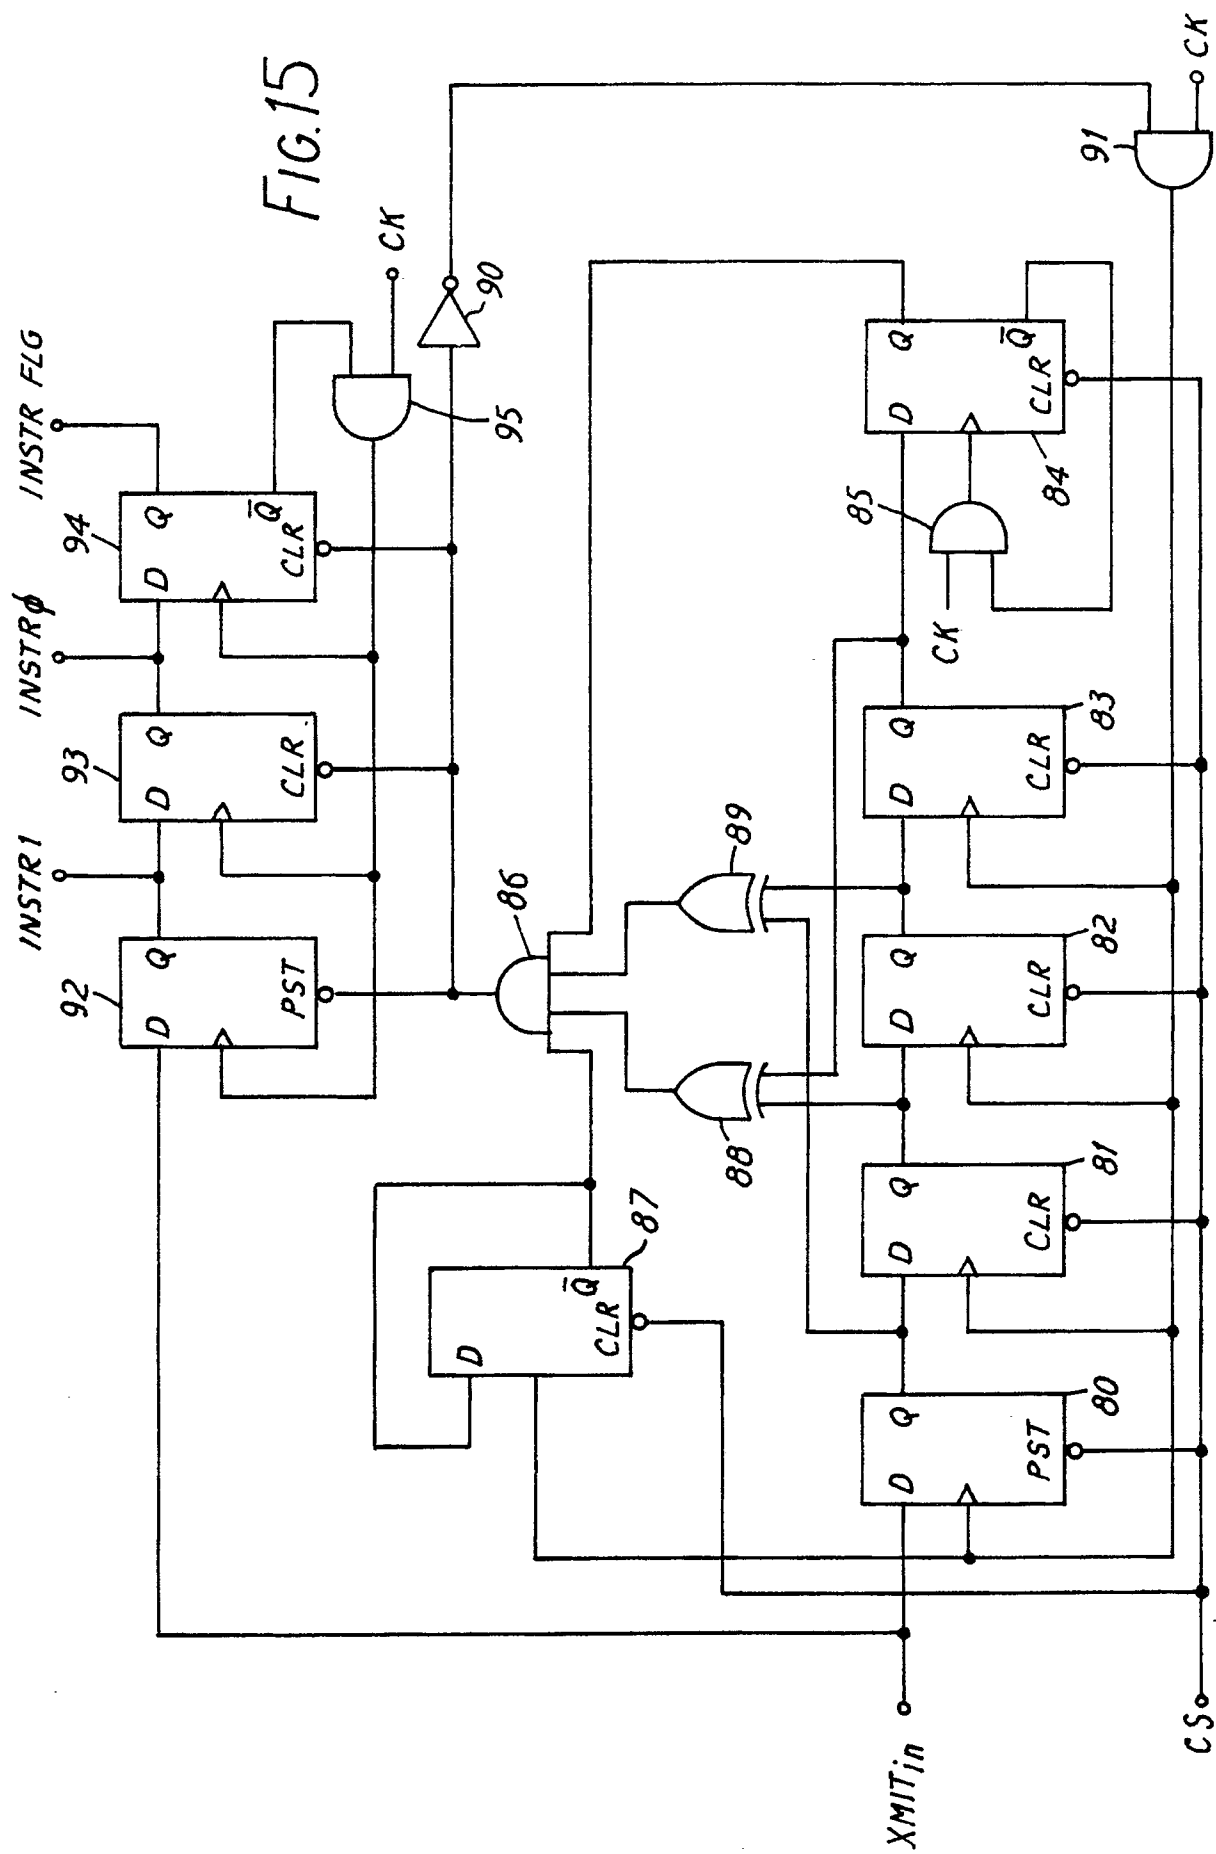 FIG.15
INSTR1
INSTRϕ
INSTR FLG
92
D
Q
PST
93
D
Q
CLR
94
D
Q
Q̅
CLR
CK
95
90
86
87
D
Q̅
CLR
88
89
85
CK
XMITin
80
D
Q
PST
81
D
Q
CLR
82
D
Q
CLR
83
D
Q
CLR
84
D
Q
Q̅
CLR
91
CK
CS